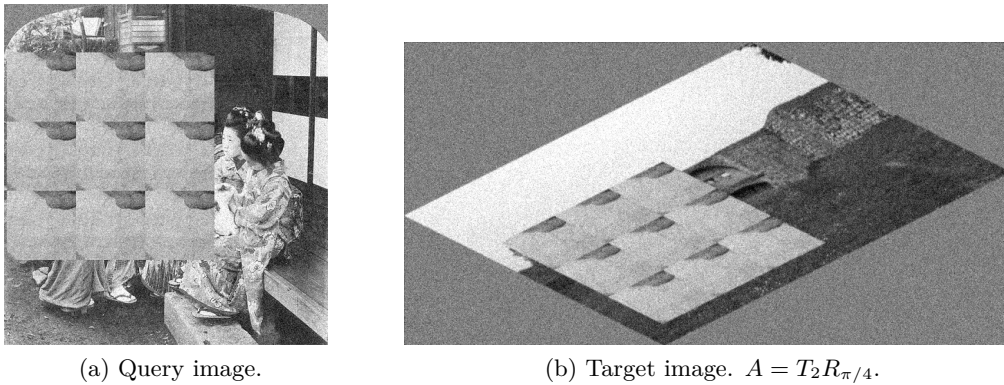 (a) Query image.
(b) Target image. A = T₂R_{π/4}.